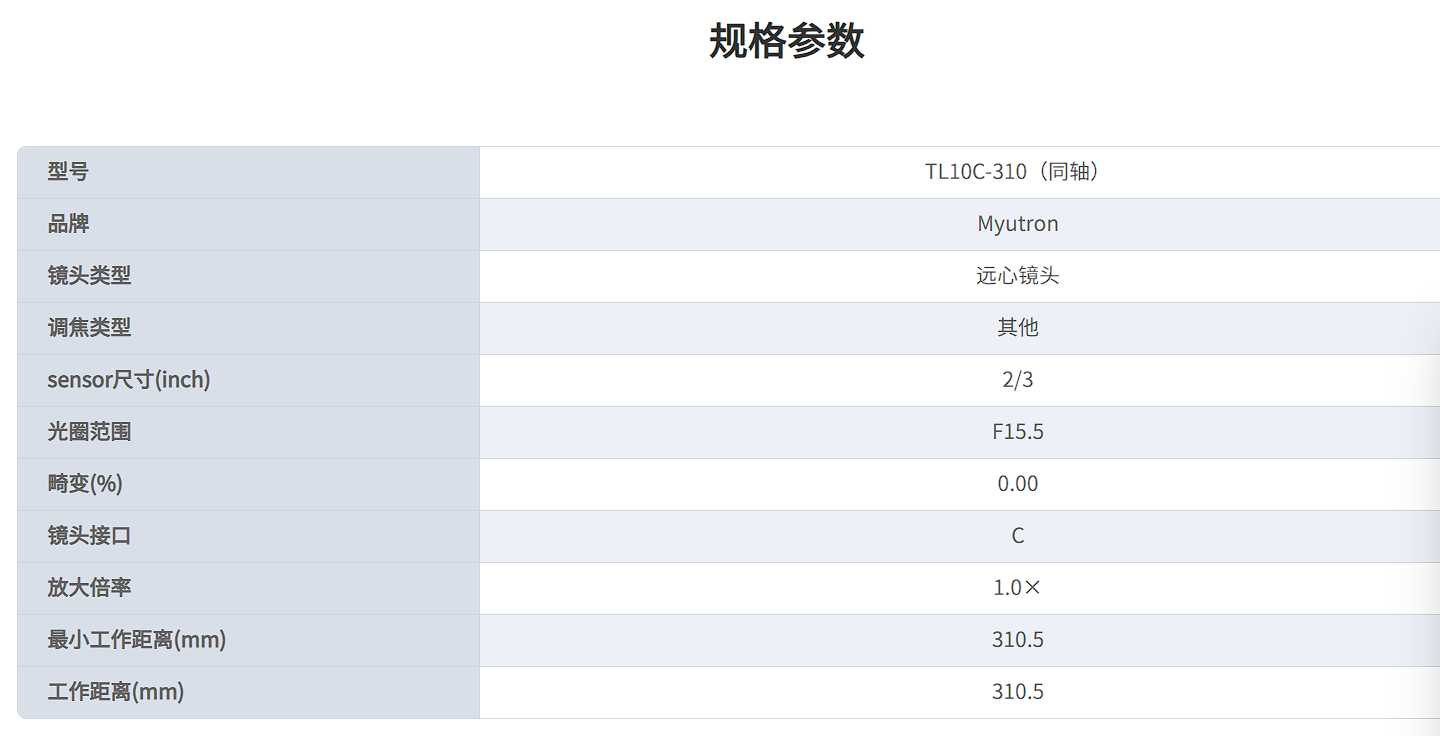 规格参数
型号 TL10C-310（同轴）
品牌 Myutron
镜头类型 远心镜头
调焦类型 其他
sensor尺寸(inch) 2/3
光圈范围 F15.5
畸变(%) 0.00
镜头接口 C
放大倍率 1.0×
最小工作距离(mm) 310.5
工作距离(mm) 310.5